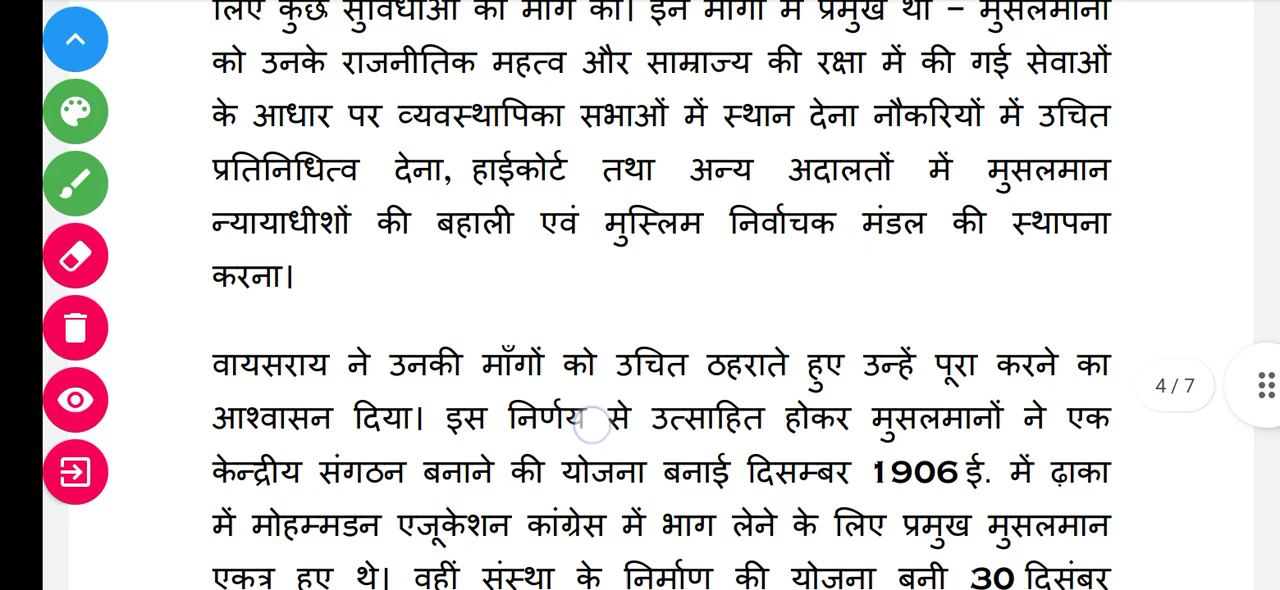 लिए कुछ सुविधाओं की मांग की। इन मांगों में प्रमुख थी – मुसलमानों
को उनके राजनीतिक महत्व और साम्राज्य की रक्षा में की गई सेवाओं
के आधार पर व्यवस्थापिका सभाओं में स्थान देना नौकरियों में उचित
प्रतिनिधित्व देना, हाईकोर्ट तथा अन्य अदालतों में मुसलमान
न्यायाधीशों की बहाली एवं मुस्लिम निर्वाचक मंडल की स्थापना
करना।
वायसराय ने उनकी माँगों को उचित ठहराते हुए उन्हें पूरा करने का
आश्वासन दिया। इस निर्णय से उत्साहित होकर मुसलमानों ने एक
4 / 7
केन्द्रीय संगठन बनाने की योजना बनाई दिसम्बर 1906 ई. में ढ़ाका
में मोहम्मडन एजूकेशन कांग्रेस में भाग लेने के लिए प्रमुख मुसलमान
एकत्र हुए थे। वहीं संस्था के निर्माण की योजना बनी 30 दिसंबर